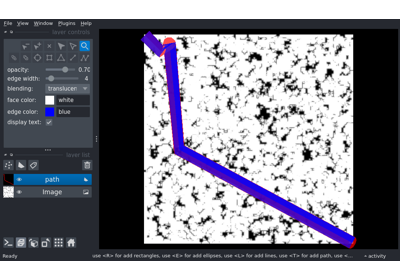 File View Window Plugins Help
layer controls
opacity: 0.70
edge width: 4
blending: translucen
face color: white
edge color: blue
display text:
layer list
path
Image
Ready use <R> for add rectangles, use <E> for add ellipses, use <L> for add lines, use <T> for add path, use <... activity